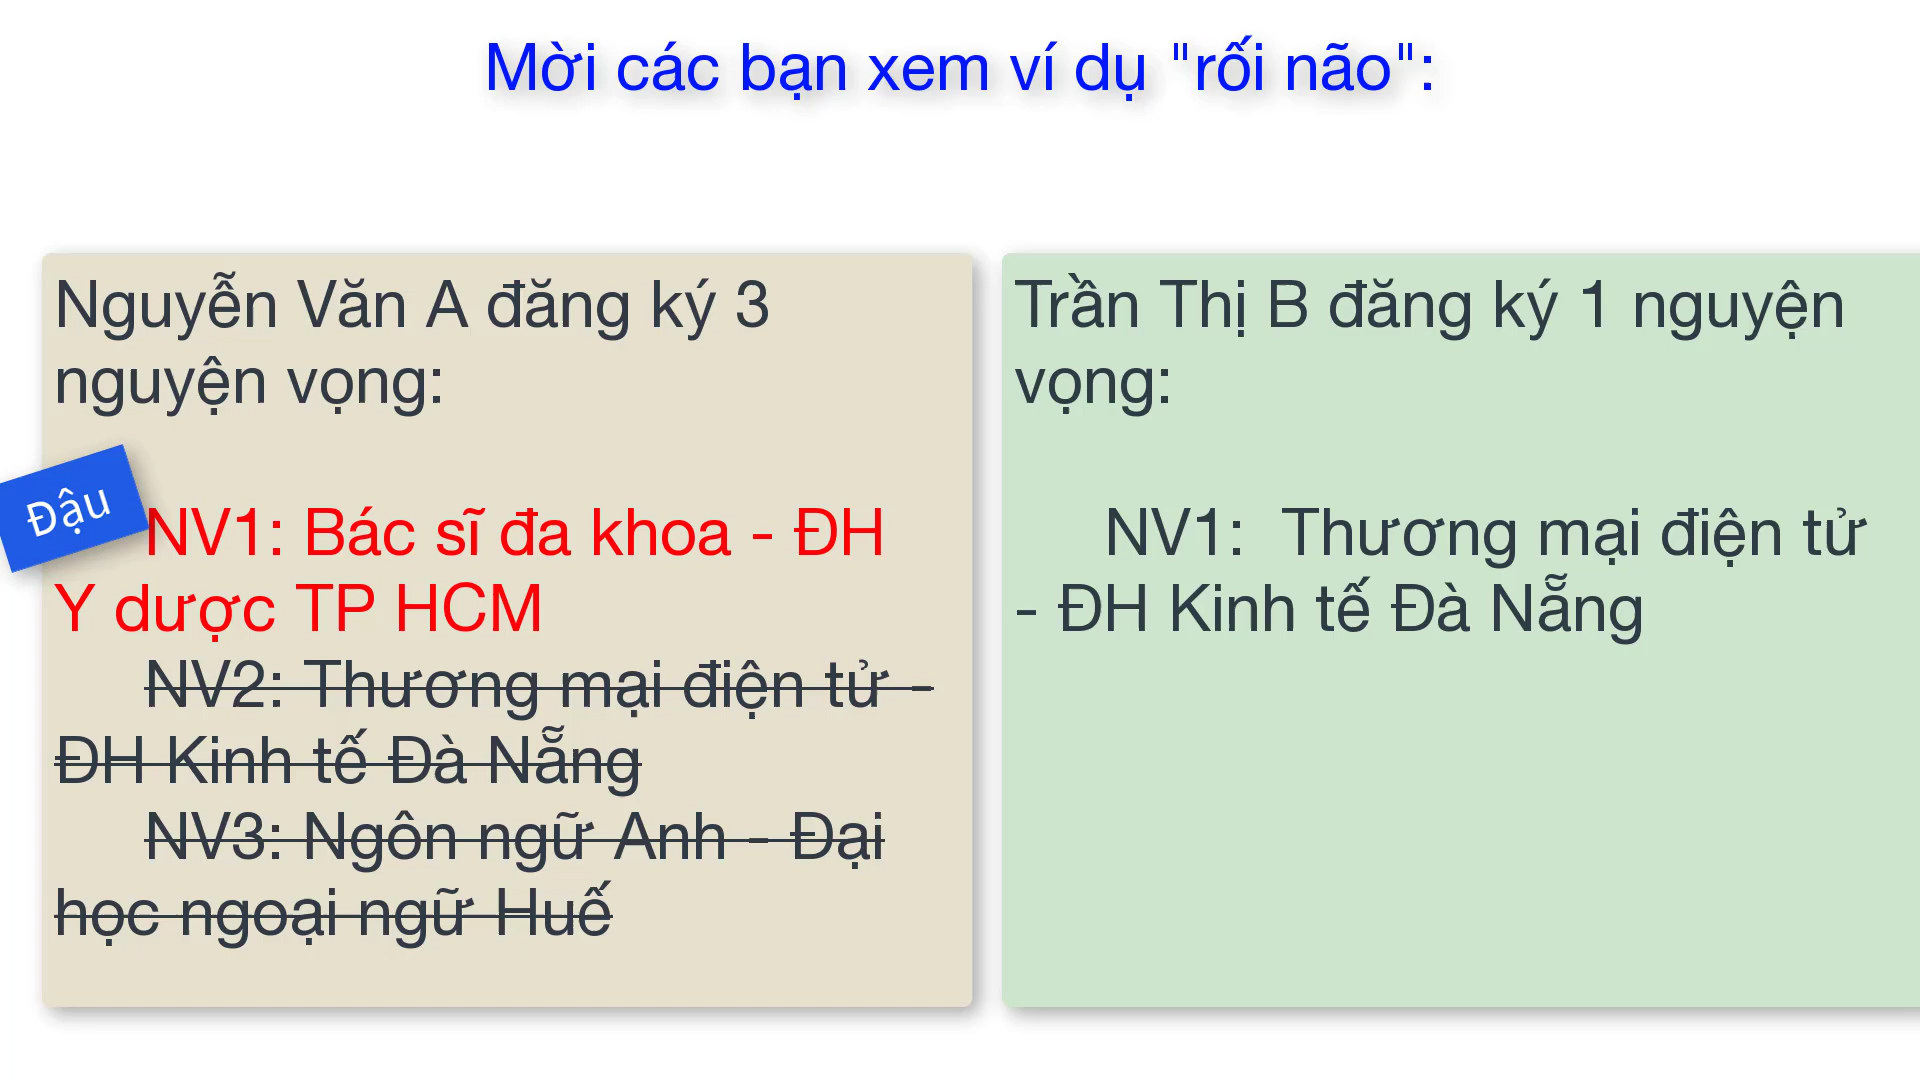 Mời các bạn xem ví dụ "rối não":
Nguyễn Văn A đăng ký 3
nguyện vọng:
Đậu
NV1: Bác sĩ đa khoa - ĐH
Y dược TP HCM
NV2: Thương mại điện tử -
ĐH Kinh tế Đà Nẵng
NV3: Ngôn ngữ Anh - Đại
học ngoại ngữ Huế
Trần Thị B đăng ký 1 nguyện
vọng:
NV1: Thương mại điện tử
- ĐH Kinh tế Đà Nẵng